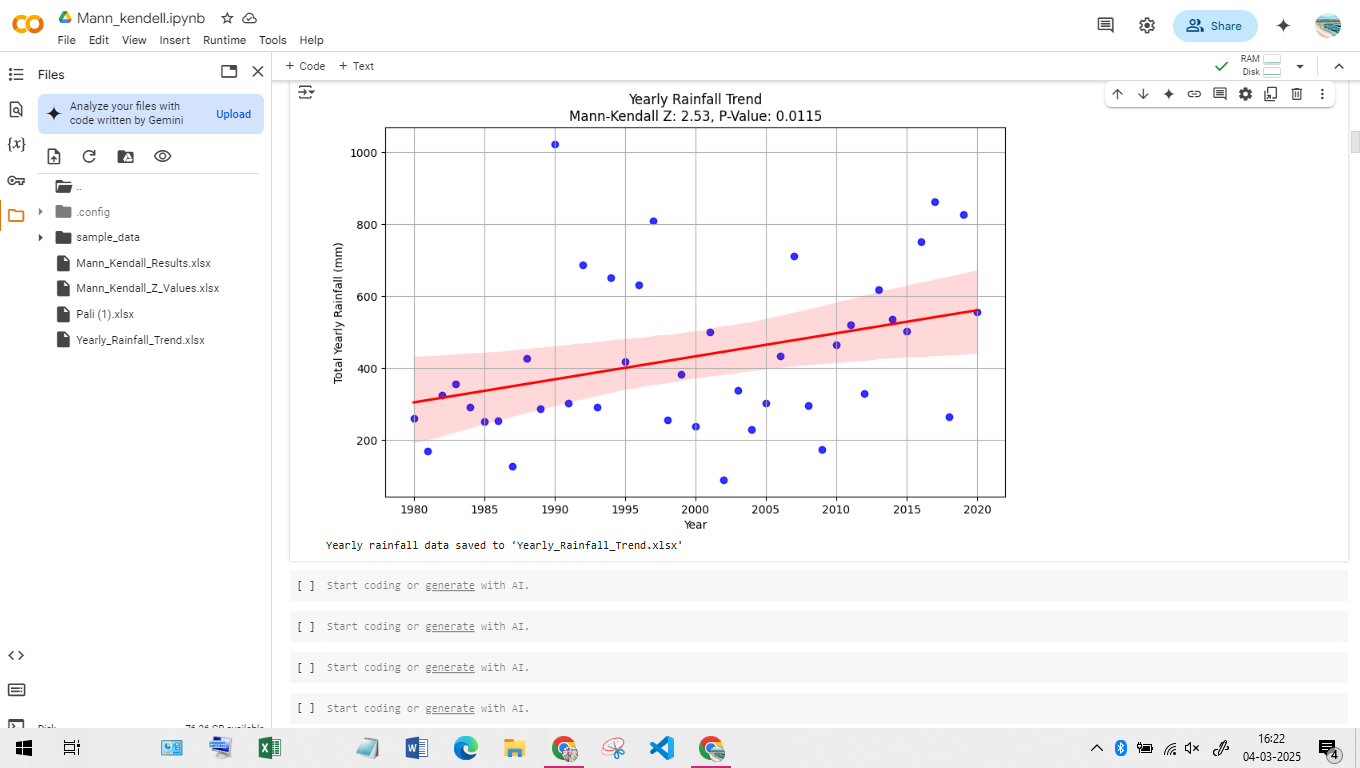 Mann_kendell.ipynb
File Edit View Insert Runtime Tools Help
Share
Files
+ Code + Text
RAM
Disk
Analyze your files with
code written by Gemini
Upload
{x}
..
.config
sample_data
Mann_Kendall_Results.xlsx
Mann_Kendall_Z_Values.xlsx
Pali (1).xlsx
Yearly_Rainfall_Trend.xlsx
Yearly Rainfall Trend
Mann-Kendall Z: 2.53, P-Value: 0.0115
Total Yearly Rainfall (mm)
1000
800
600
400
200
1980 1985 1990 1995 2000 2005 2010 2015 2020
Year
Yearly rainfall data saved to 'Yearly_Rainfall_Trend.xlsx'
[ ] Start coding or generate with AI.
[ ] Start coding or generate with AI.
[ ] Start coding or generate with AI.
[ ] Start coding or generate with AI.
Disk 76.26 GB available
16:22
04-03-2025
4